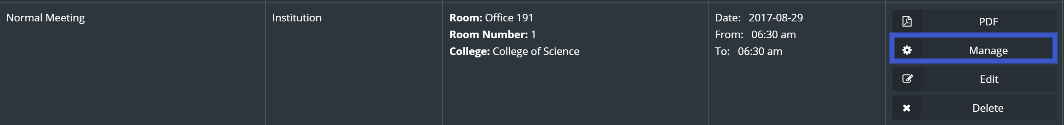 Normal Meeting
Institution
Room: Office 191
Room Number: 1
College: College of Science
Date: 2017-08-29
From: 06:30 am
To: 06:30 am
PDF
Manage
Edit
Delete